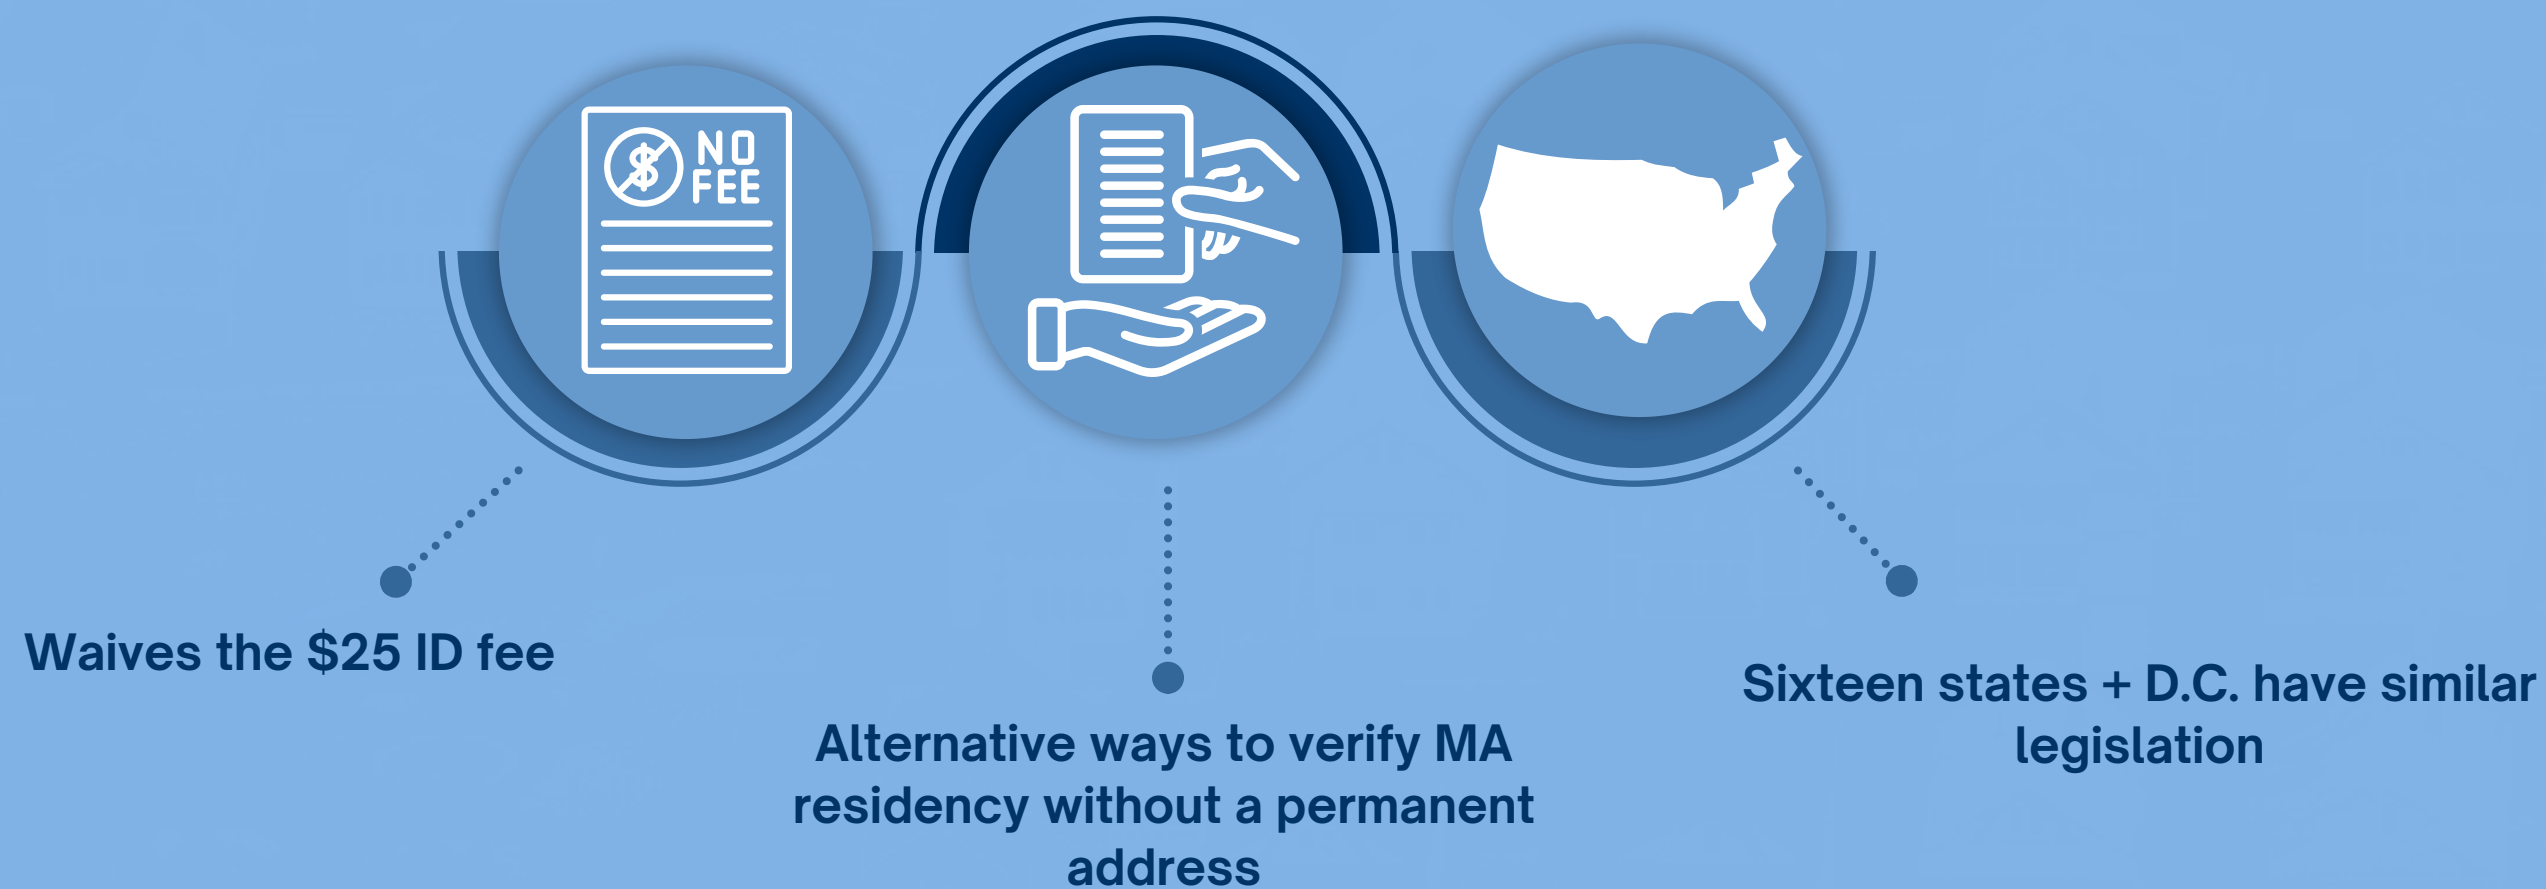 NO
FEE
Waives the $25 ID fee
Alternative ways to verify MA
residency without a permanent
address
Sixteen states + D.C. have similar
legislation